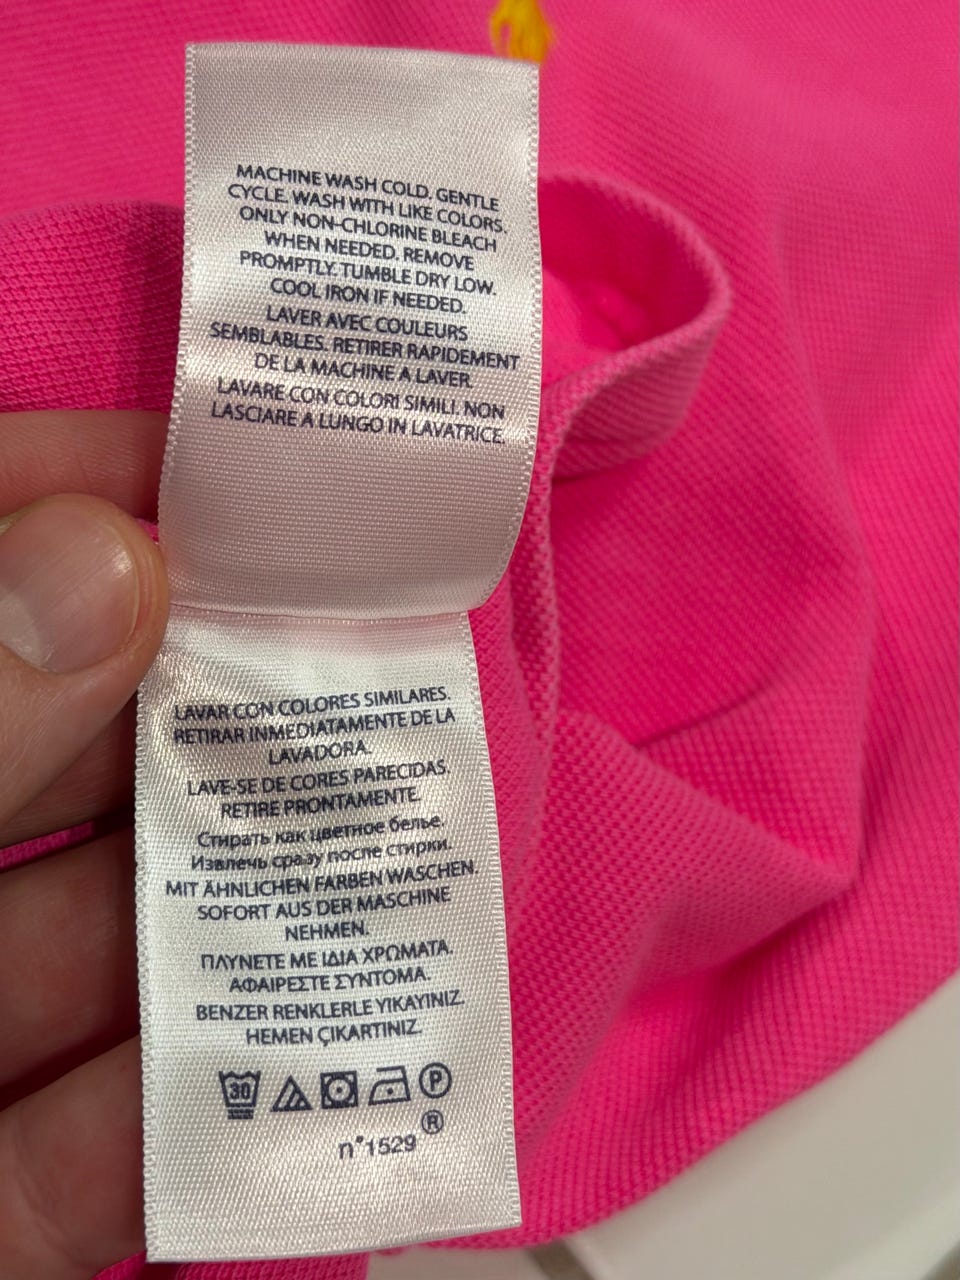 MACHINE WASH COLD. GENTLE
CYCLE. WASH WITH LIKE COLORS.
ONLY NON-CHLORINE BLEACH
WHEN NEEDED. REMOVE
PROMPTLY. TUMBLE DRY LOW.
COOL IRON IF NEEDED.
LAVER AVEC COULEURS
SEMBLABLES. RETIRER RAPIDEMENT
DE LA MACHINE A LAVER.
LAVARE CON COLORI SIMILI. NON
LASCIARE A LUNGO IN LAVATRICE.
LAVAR CON COLORES SIMILARES.
RETIRAR INMEDIATAMENTE DE LA
LAVADORA.
LAVE-SE DE CORES PARECIDAS.
RETIRE PRONTAMENTE.
Стирать как цветное белье.
Извлечь сразу после стирки.
MIT ÄHNLICHEN FARBEN WASCHEN.
SOFORT AUS DER MASCHINE
NEHMEN.
ΠΛΥΝΕΤΕ ΜΕ ΙΔΙΑ ΧΡΩΜΑΤΑ.
ΑΦΑΙΡΕΣΤΕ ΣΥΝΤΟΜΑ.
BENZER RENKLERLE YIKAYINIZ.
HEMEN ÇIKARTINIZ.
30 P
n°1529 ®